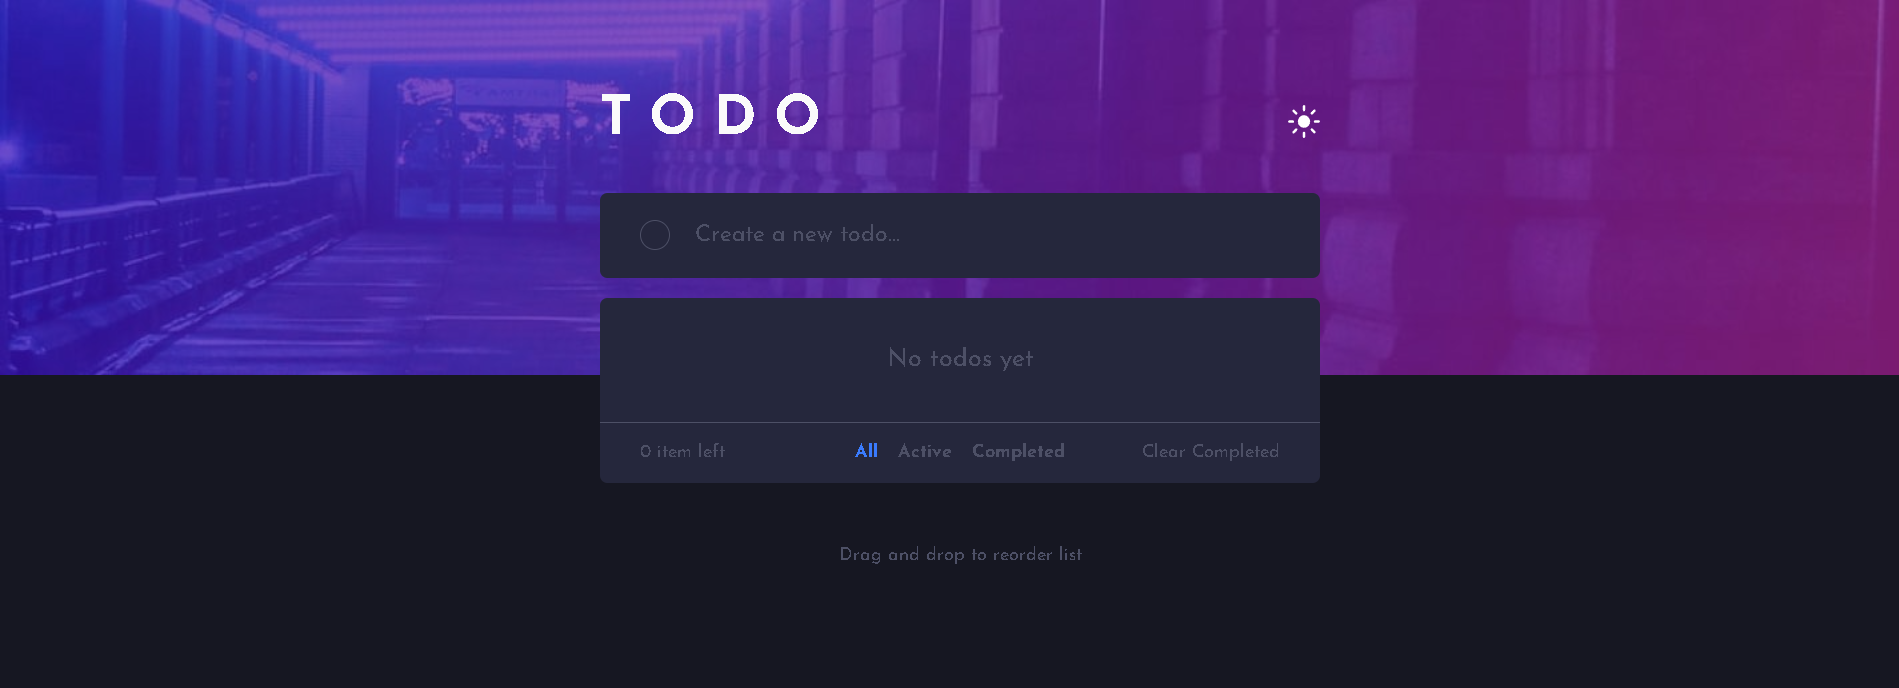 TODO
Create a new todo...
No todos yet
0 item left
All Active Completed
Clear Completed
Drag and drop to reorder list